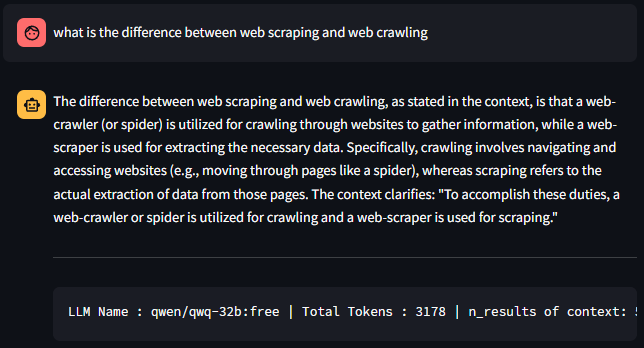 what is the difference between web scraping and web crawling
The difference between web scraping and web crawling, as stated in the context, is that a web-
crawler (or spider) is utilized for crawling through websites to gather information, while a web-
scraper is used for extracting the necessary data. Specifically, crawling involves navigating and
accessing websites (e.g., moving through pages like a spider), whereas scraping refers to the
actual extraction of data from those pages. The context clarifies: "To accomplish these duties, a
web-crawler or spider is utilized for crawling and a web-scraper is used for scraping."
LLM Name : qwen/qwq-32b:free | Total Tokens : 3178 | n_results of context: